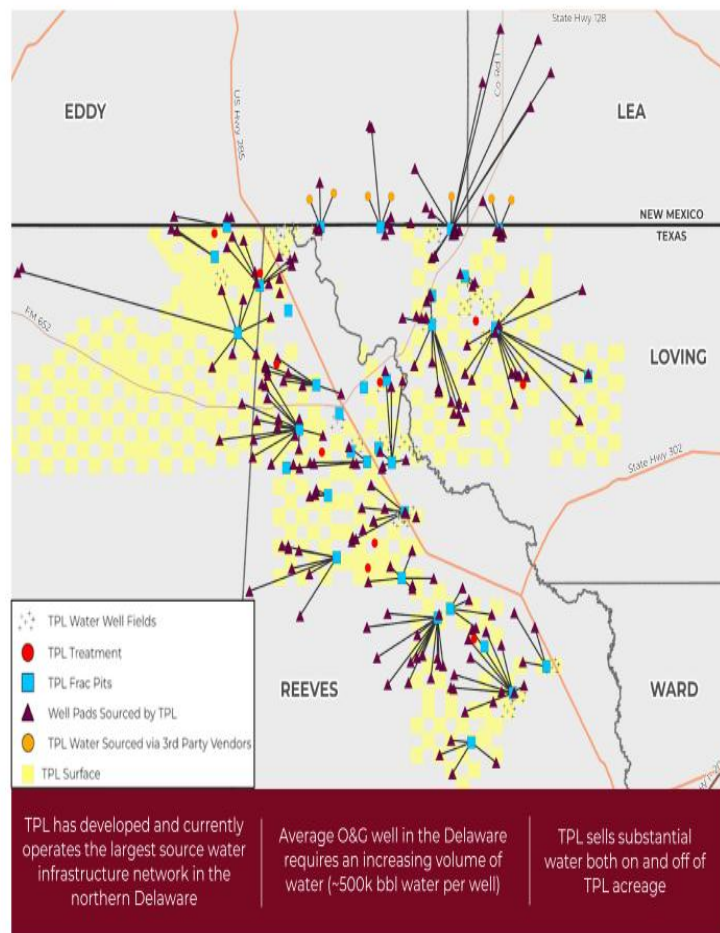 State Hwy 128
Co Rd 1
US Hwy 285
EDDY
LEA
NEW MEXICO
TEXAS
FM 652
LOVING
State Hwy 302
TPL Water Well Fields
TPL Treatment
TPL Frac Pits
Well Pads Sourced by TPL
TPL Water Sourced via 3rd Party Vendors
TPL Surface
REEVES
WARD
TPL has developed and currently
operates the largest source water
infrastructure network in the
northern Delaware
Average O&G well in the Delaware
requires an increasing volume of
water (~500k bbl water per well)
TPL sells substantial
water both on and off of
TPL acreage